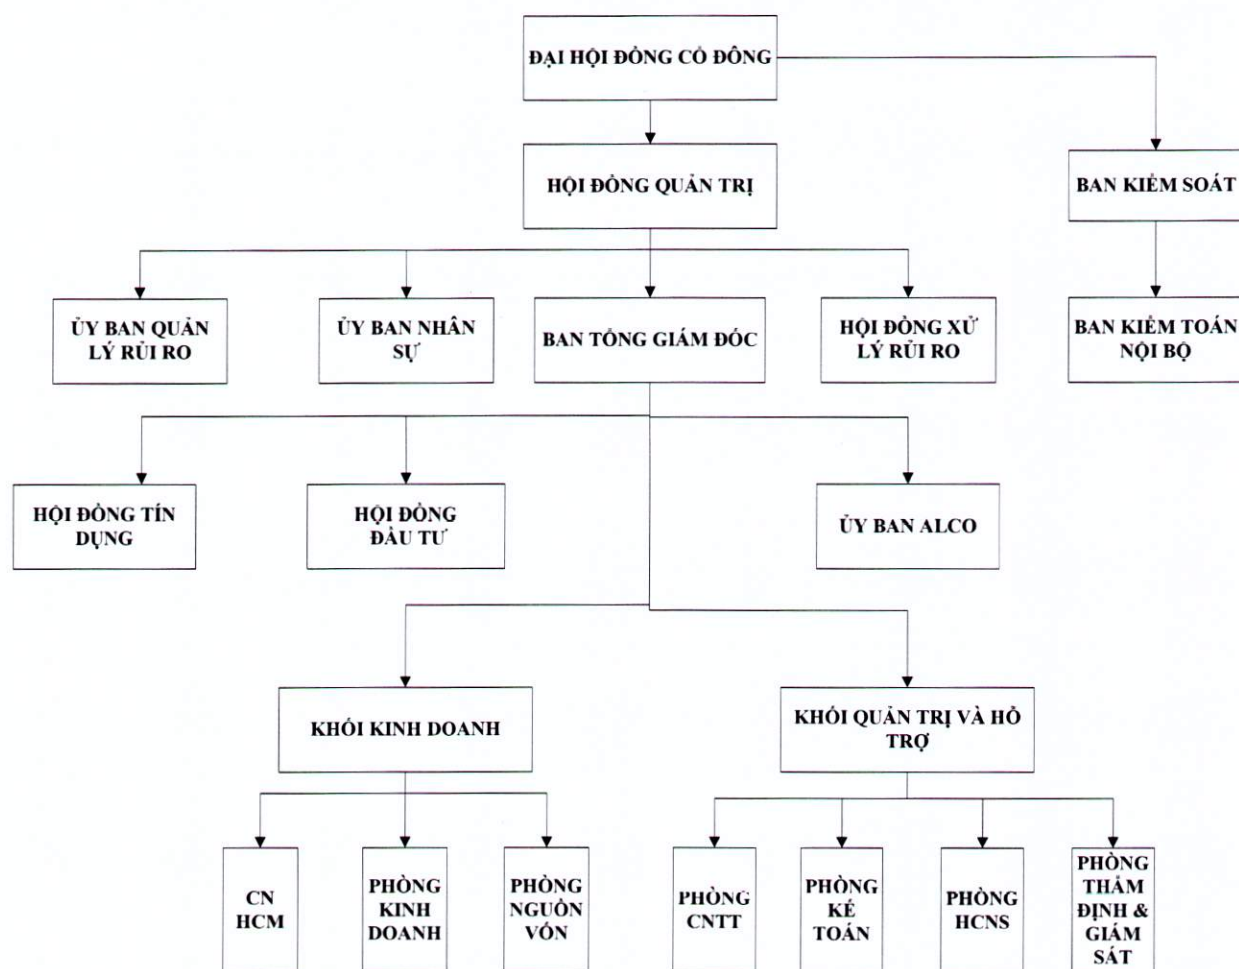 ĐẠI HỘI ĐỒNG CỔ ĐÔNG
HỘI ĐỒNG QUẢN TRỊ
BAN KIỂM SOÁT
ỦY BAN QUẢN
LÝ RỦI RO
ỦY BAN NHÂN
SỰ
BAN TỔNG GIÁM ĐỐC
HỘI ĐỒNG XỬ
LÝ RỦI RO
BAN KIỂM TOÁN
NỘI BỘ
HỘI ĐỒNG TÍN
DỤNG
HỘI ĐỒNG
ĐẦU TƯ
ỦY BAN ALCO
KHỐI KINH DOANH
KHỐI QUẢN TRỊ VÀ HỖ
TRỢ
CN
HCM
PHÒNG
KINH
DOANH
PHÒNG
NGUỒN
VỐN
PHÒNG
CNTT
PHÒNG
KẾ
TOÁN
PHÒNG
HCNS
PHÒNG
THẨM
ĐỊNH &
GIÁM
SÁT